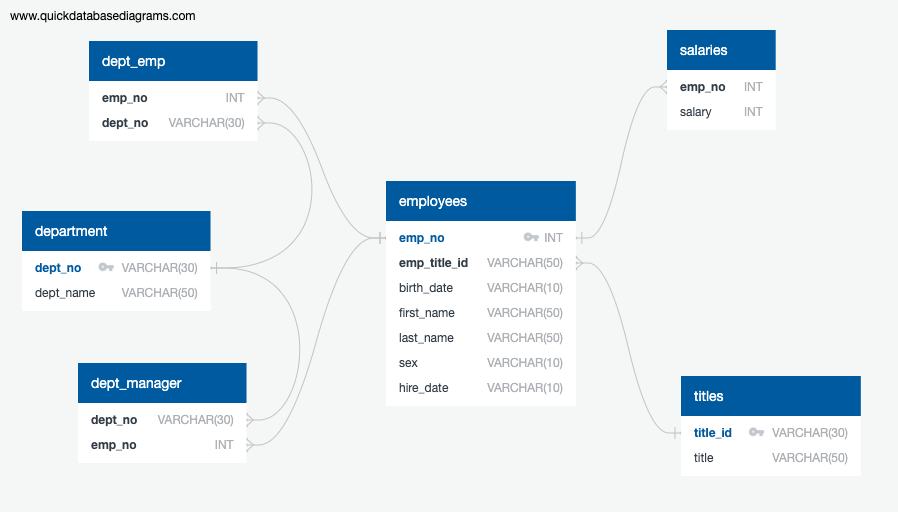 www.quickdatabasediagrams.com
dept_emp
emp_no INT
dept_no VARCHAR(30)
salaries
emp_no INT
salary INT
employees
emp_no INT
emp_title_id VARCHAR(50)
birth_date VARCHAR(10)
first_name VARCHAR(50)
last_name VARCHAR(50)
sex VARCHAR(10)
hire_date VARCHAR(10)
department
dept_no VARCHAR(30)
dept_name VARCHAR(50)
dept_manager
dept_no VARCHAR(30)
emp_no INT
titles
title_id VARCHAR(30)
title VARCHAR(50)